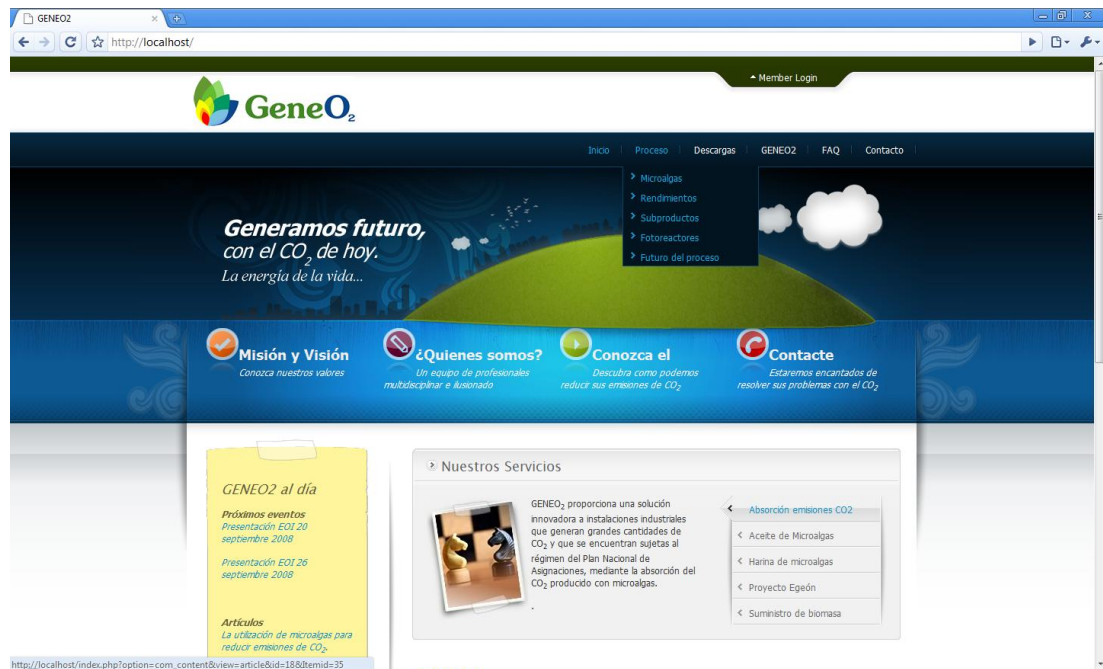 GENEO2
http://localhost/
Member Login
GeneO2
Inicio Proceso Descargas GENEO2 FAQ Contacto
Microalgas
Rendimientos
Subproductos
Fotoreactores
Futuro del proceso
Generamos futuro,
con el CO2 de hoy.
La energía de la vida...
Misión y Visión
Conozca nuestros valores
¿Quienes somos?
Un equipo de profesionales
multidisciplinar e ilusionado
Conozca el
Descubra como podemos
reducir sus emisiones de CO2
Contacte
Estaremos encantados de
resolver sus problemas con el CO2
GENEO2 al día
Próximos eventos
Presentación EOI 20
septiembre 2008
Presentación EOI 26
septiembre 2008
Artículos
La utilización de microalgas para
reducir emisiones de CO2.
Nuestros Servicios
GENEO2 proporciona una solución
innovadora a instalaciones industriales
que generan grandes cantidades de
CO2 y que se encuentran sujetas al
régimen del Plan Nacional de
Asignaciones, mediante la absorción del
CO2 producido con microalgas.
.
Absorción emisiones CO2
Aceite de Microalgas
Harina de microalgas
Proyecto Egeón
Suministro de biomasa
http://localhost/index.php?option=com_content&view=article&id=18&Itemid=35